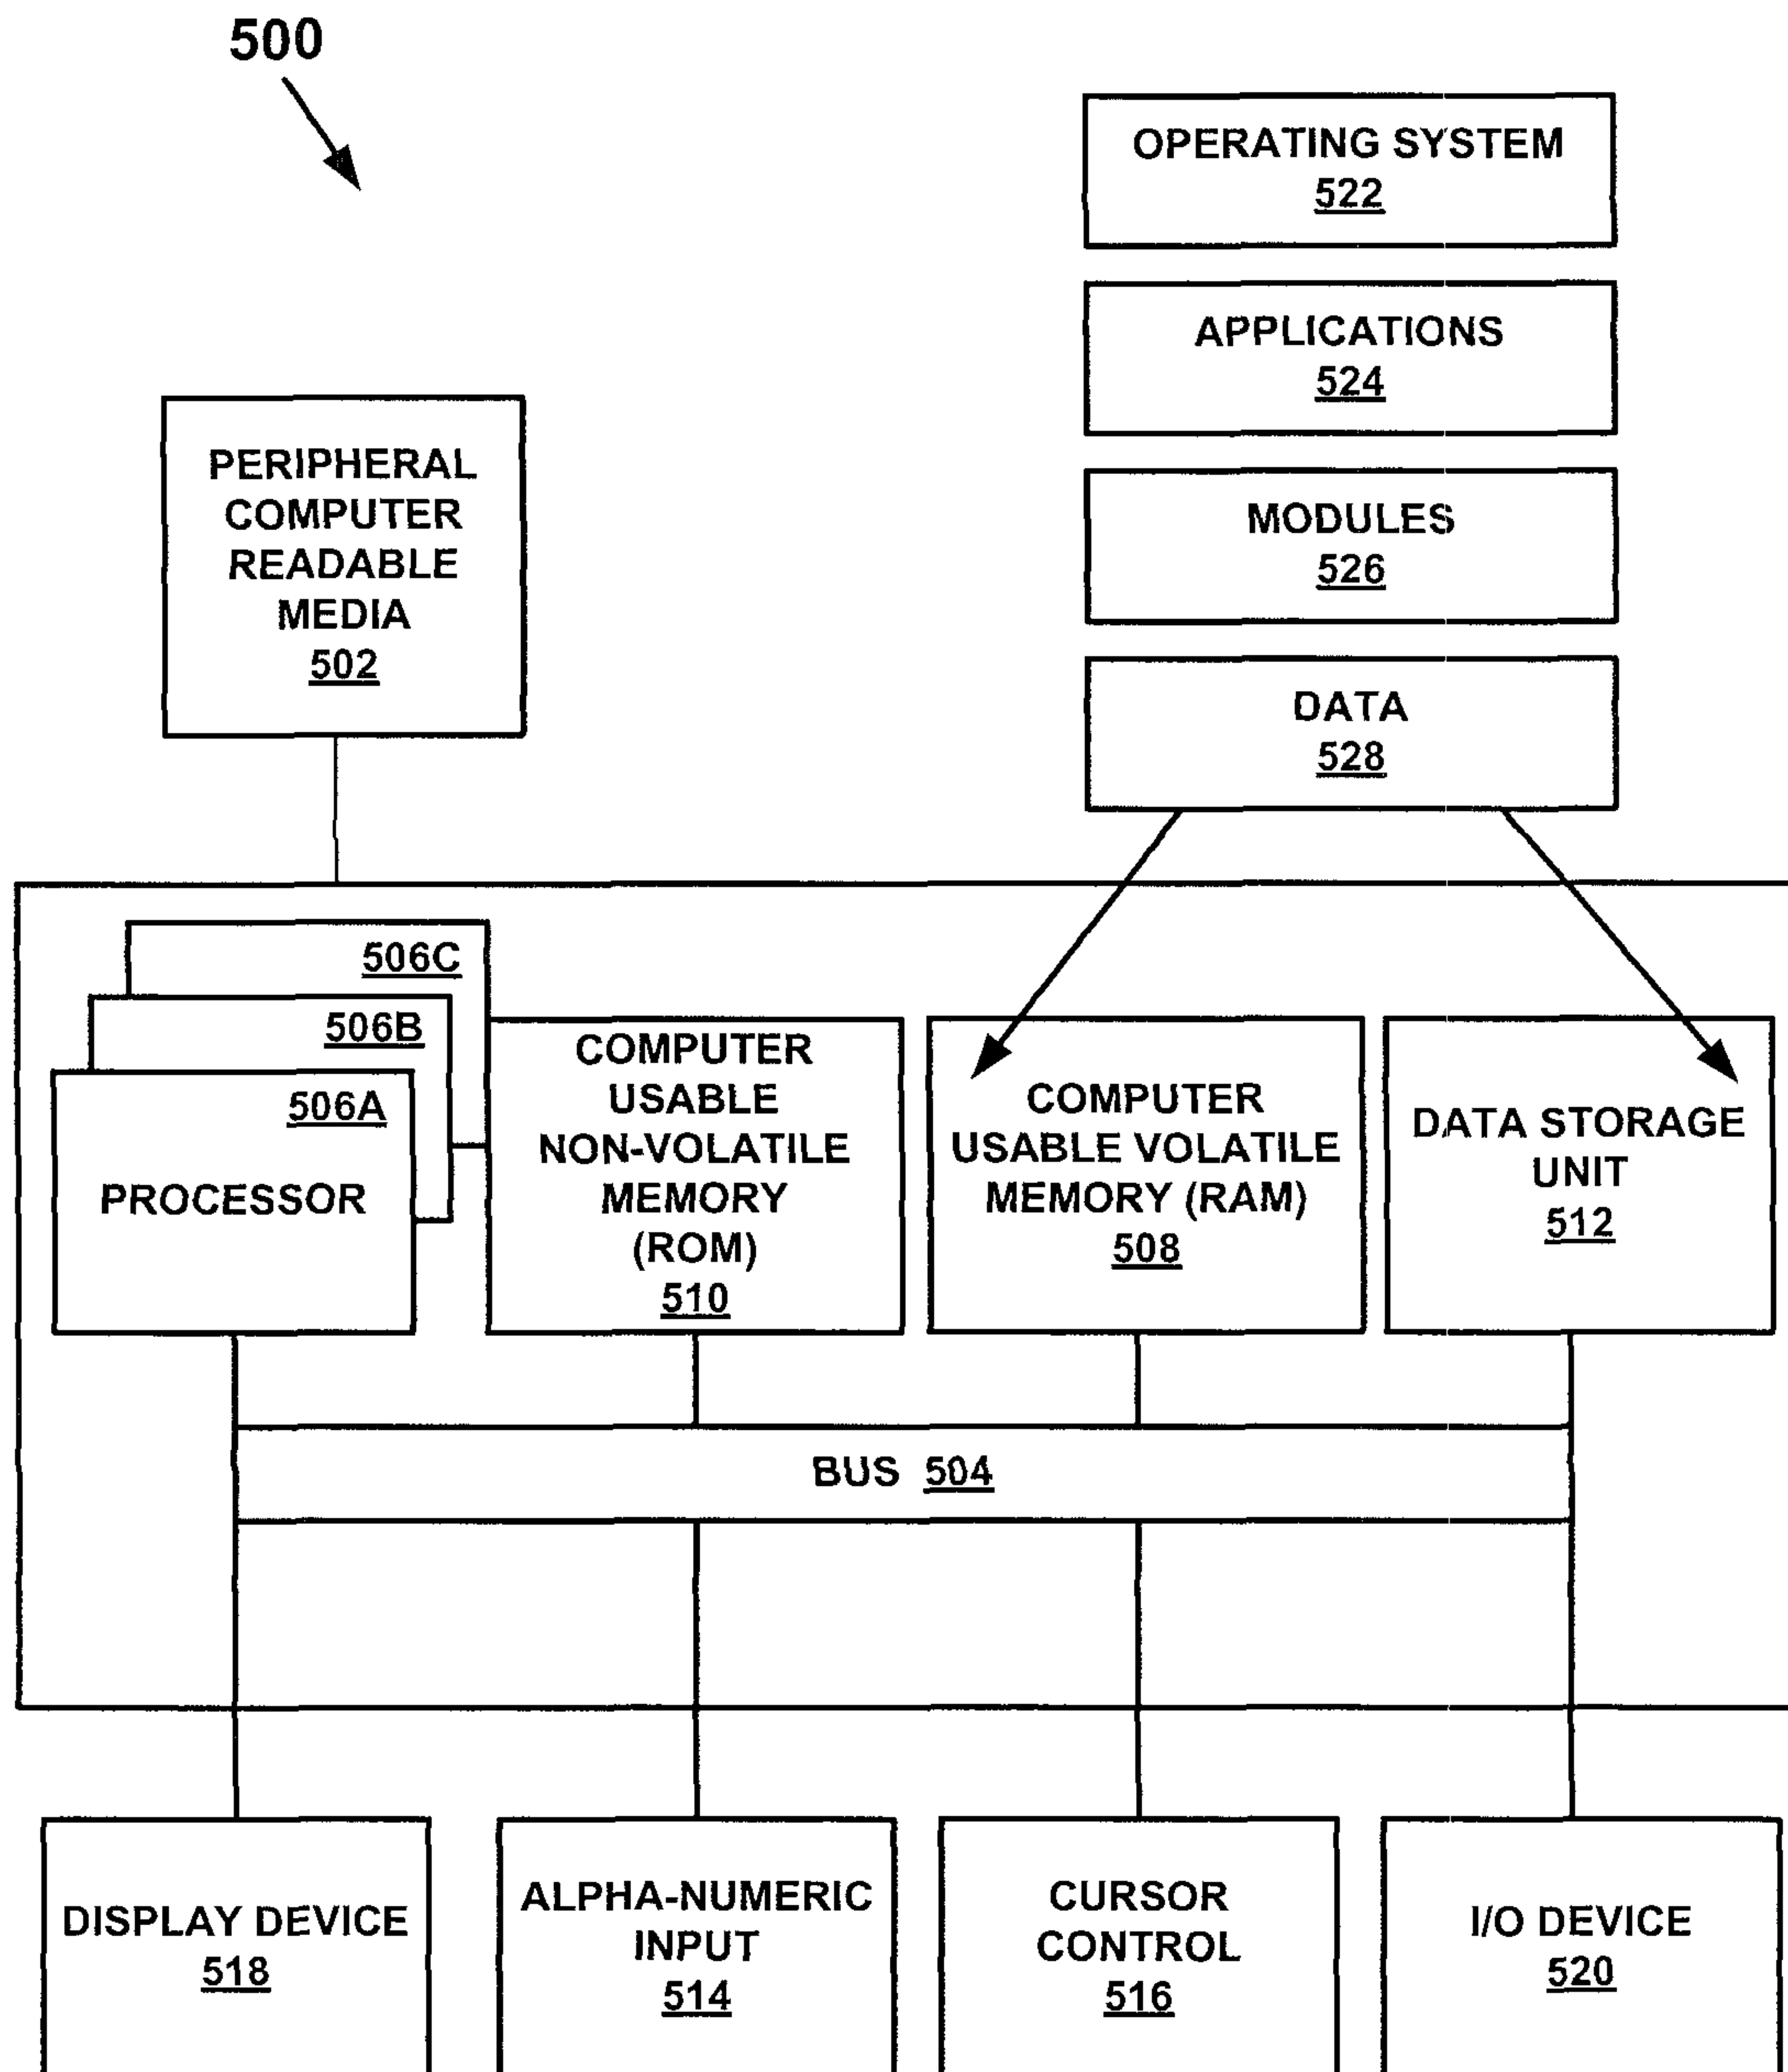 500
OPERATING SYSTEM
522
APPLICATIONS
524
MODULES
526
DATA
528
PERIPHERAL
COMPUTER
READABLE
MEDIA
502
506C
506B
506A
PROCESSOR
COMPUTER
USABLE
NON-VOLATILE
MEMORY
(ROM)
510
COMPUTER
USABLE VOLATILE
MEMORY (RAM)
508
DATA STORAGE
UNIT
512
BUS 504
DISPLAY DEVICE
518
ALPHA-NUMERIC
INPUT
514
CURSOR
CONTROL
516
I/O DEVICE
520